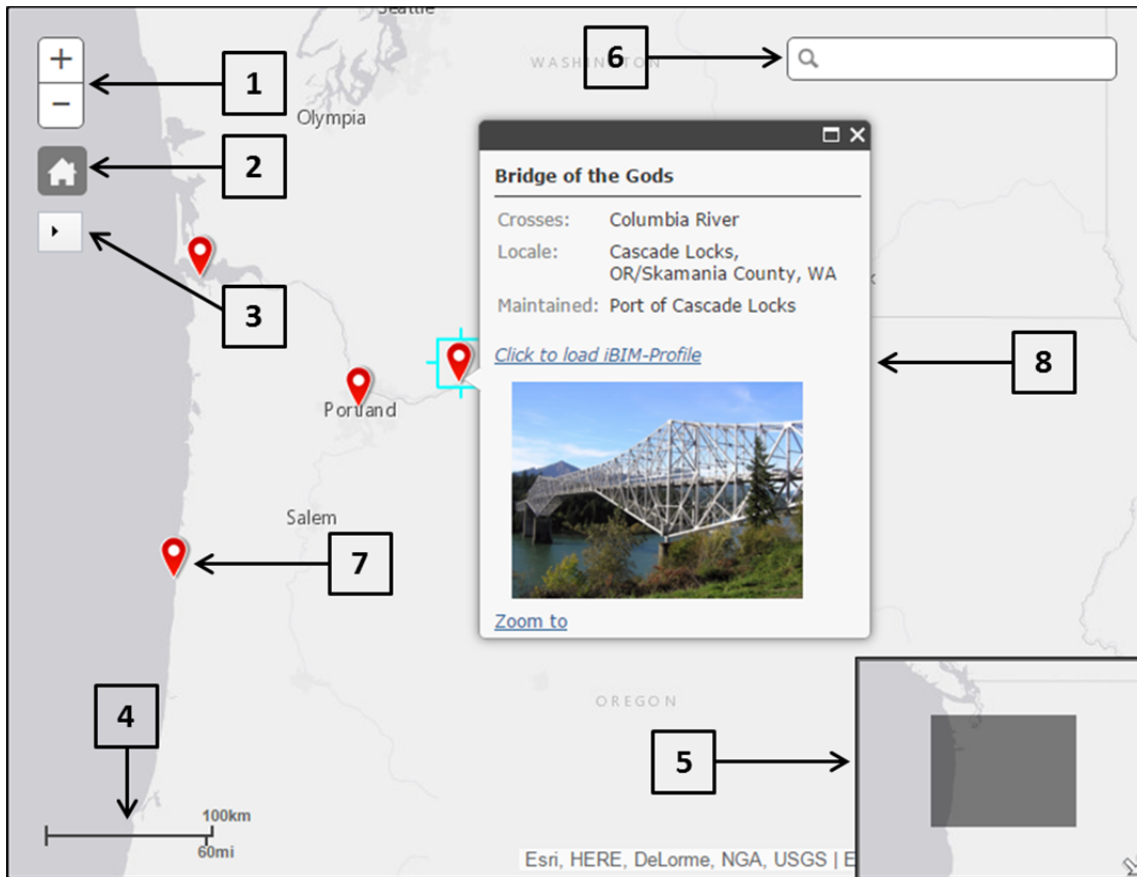 Seattle
+
1
−
6
WASHINGTON
Olympia
2
Bridge of the Gods
Crosses: Columbia River
Locale: Cascade Locks,
OR/Skamania County, WA
Maintained: Port of Cascade Locks
3
Click to load iBIM-Profile
8
Portland
Salem
7
Zoom to
OREGON
4
5
100km
60mi
Esri, HERE, DeLorme, NGA, USGS | E